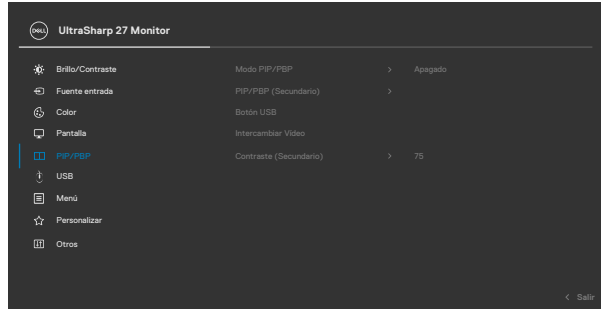 DELL UltraSharp 27 Monitor
Brillo/Contraste Modo PIP/PBP > Apagado
Fuente entrada PIP/PBP (Secundario) >
Color Botón USB
Pantalla Intercambiar Vídeo
PIP/PBP Contraste (Secundario) > 75
USB
Menú
Personalizar
Otros
< Salir